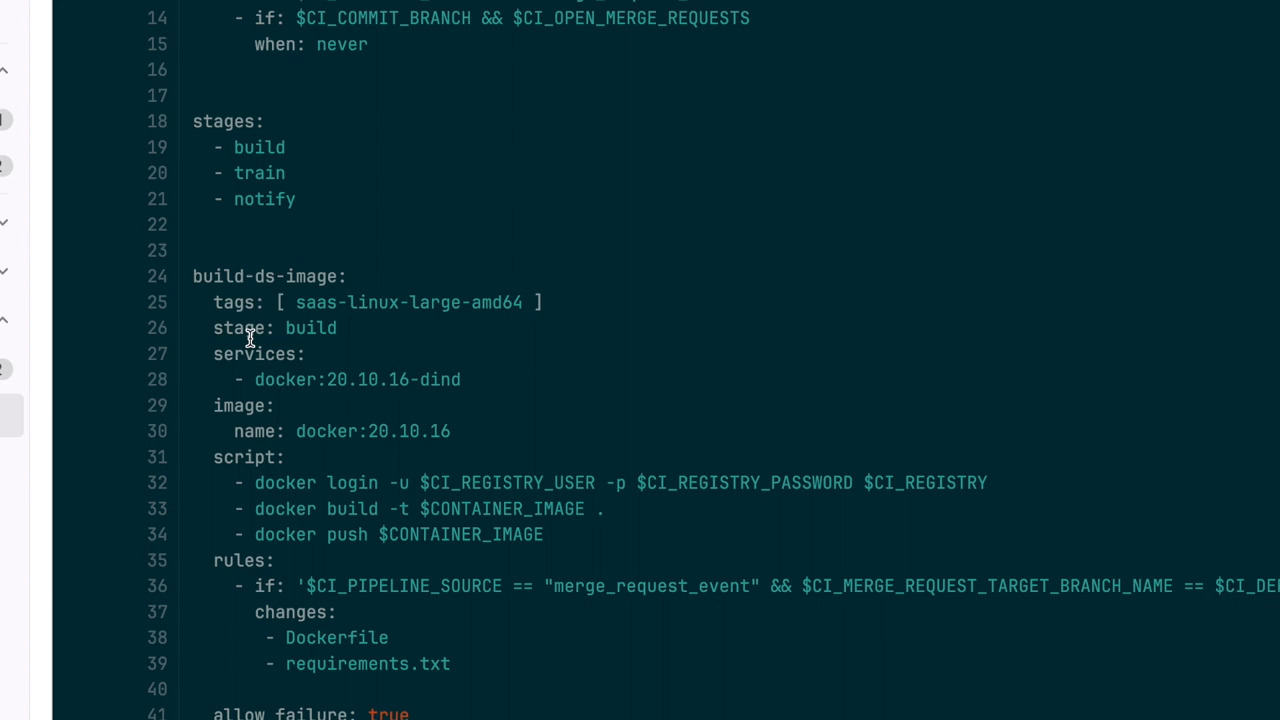 14 - if: $CI_COMMIT_BRANCH && $CI_OPEN_MERGE_REQUESTS
15 when: never
16
17
18 stages:
19 - build
20 - train
21 - notify
22
23
24 build-ds-image:
25 tags: [ saas-linux-large-amd64 ]
26 stage: build
27 services:
28 - docker:20.10.16-dind
29 image:
30 name: docker:20.10.16
31 script:
32 - docker login -u $CI_REGISTRY_USER -p $CI_REGISTRY_PASSWORD $CI_REGISTRY
33 - docker build -t $CONTAINER_IMAGE .
34 - docker push $CONTAINER_IMAGE
35 rules:
36 - if: '$CI_PIPELINE_SOURCE == "merge_request_event" && $CI_MERGE_REQUEST_TARGET_BRANCH_NAME == $CI_DE
37 changes:
38 - Dockerfile
39 - requirements.txt
40
41 allow_failure: true